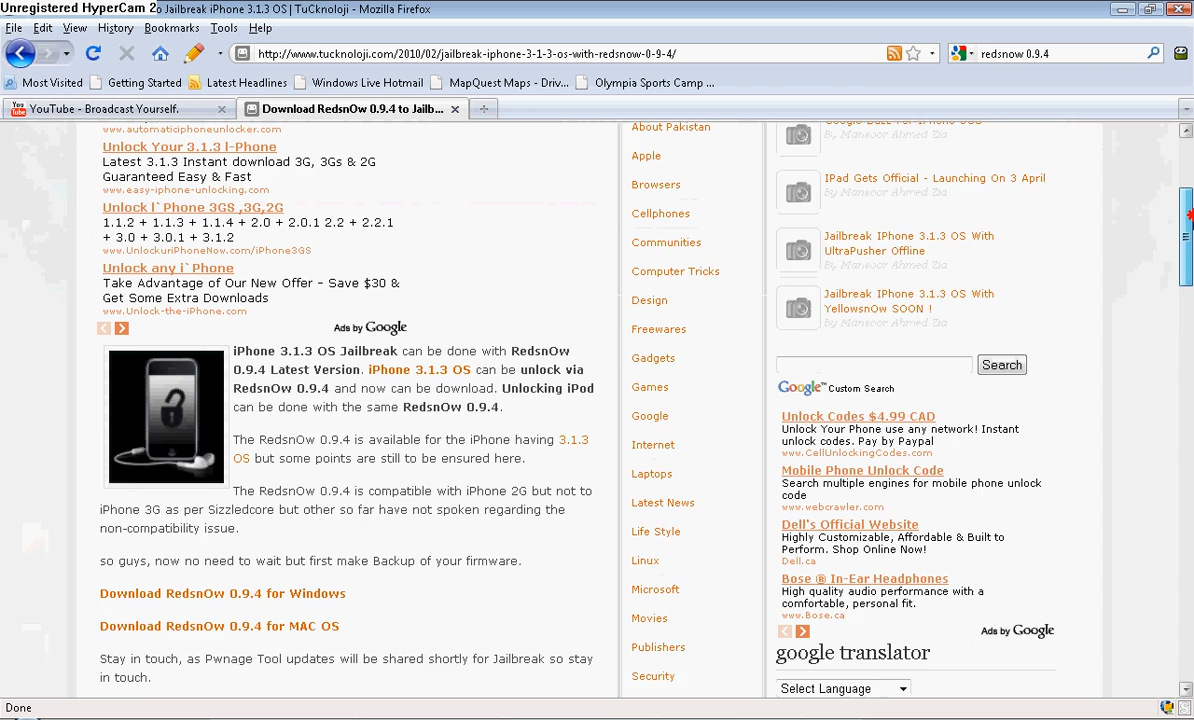 Unregistered HyperCam 2
o Jailbreak iPhone 3.1.3 OS | TuCknoloji - Mozilla Firefox
File Edit View History Bookmarks Tools Help
http://www.tucknoloji.com/2010/02/jailbreak-iphone-3-1-3-os-with-redsnow-0-9-4/
redsnow 0.9.4
Most Visited Getting Started Latest Headlines Windows Live Hotmail MapQuest Maps - Driv... Olympia Sports Camp ...
YouTube - Broadcast Yourself.
Download RedsnOw 0.9.4 to Jailb...
www.automaticiphoneunlocker.com
Unlock Your 3.1.3 I-Phone
Latest 3.1.3 Instant download 3G, 3Gs & 2G
Guaranteed Easy & Fast
www.easy-iphone-unlocking.com
Unlock I`Phone 3GS ,3G,2G
1.1.2 + 1.1.3 + 1.1.4 + 2.0 + 2.0.1 2.2 + 2.2.1
+ 3.0 + 3.0.1 + 3.1.2
www.UnlockuriPhoneNow.com/iPhone3GS
Unlock any i`Phone
Take Advantage of Our New Offer - Save $30 &
Get Some Extra Downloads
www.Unlock-the-iPhone.com
Ads by Google
iPhone 3.1.3 OS Jailbreak can be done with RedsnOw
0.9.4 Latest Version. iPhone 3.1.3 OS can be unlock via
RedsnOw 0.9.4 and now can be download. Unlocking iPod
can be done with the same RedsnOw 0.9.4.
The RedsnOw 0.9.4 is available for the iPhone having 3.1.3
OS but some points are still to be ensured here.
The RedsnOw 0.9.4 is compatible with iPhone 2G but not to
iPhone 3G as per Sizzledcore but other so far have not spoken regarding the
non-compatibility issue.
so guys, now no need to wait but first make Backup of your firmware.
Download RedsnOw 0.9.4 for Windows
Download RedsnOw 0.9.4 for MAC OS
Stay in touch, as Pwnage Tool updates will be shared shortly for Jailbreak so stay
in touch.
About Pakistan
Apple
Browsers
Cellphones
Communities
Computer Tricks
Design
Freewares
Gadgets
Games
Google
Internet
Laptops
Latest News
Life Style
Linux
Microsoft
Movies
Publishers
Security
Google Buzz For IPhone 3GS
By Mansoor Ahmed Zia
IPad Gets Official - Launching On 3 April
By Mansoor Ahmed Zia
Jailbreak IPhone 3.1.3 OS With
UltraPusher Offline
By Mansoor Ahmed Zia
Jailbreak IPhone 3.1.3 OS With
YellowsnOw SOON !
By Mansoor Ahmed Zia
Search
Google™ Custom Search
Unlock Codes $4.99 CAD
Unlock Your Phone use any network! Instant
unlock codes. Pay by Paypal
www.CellUnlockingCodes.com
Mobile Phone Unlock Code
Search multiple engines for mobile phone unlock
code
www.webcrawler.com
Dell's Official Website
Highly Customizable, Affordable & Built to
Perform. Shop Online Now!
Dell.ca
Bose ® In-Ear Headphones
High quality audio performance with a
comfortable, personal fit.
www.Bose.ca
Ads by Google
google translator
Select Language
Done